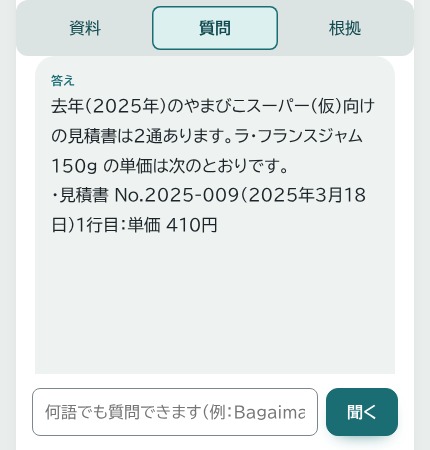 資料
質問
根拠
答え
去年(2025年)のやまびこスーパー(仮)向け
の見積書は2通あります。ラ・フランスジャム
150g の単価は次のとおりです。
・見積書 No.2025-009(2025年3月18
日)1行目:単価 410円
何語でも質問できます(例:Bagaima
聞く